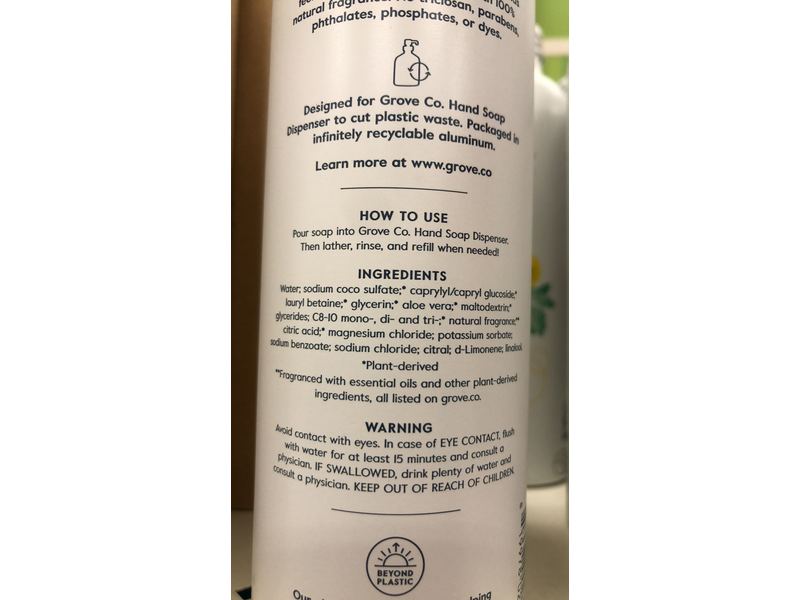 100%
natural fragrance. No triclosan, parabens,
phthalates, phosphates, or dyes.
Designed for Grove Co. Hand Soap
Dispenser to cut plastic waste. Packaged in
infinitely recyclable aluminum.
Learn more at www.grove.co
HOW TO USE
Pour soap into Grove Co. Hand Soap Dispenser.
Then lather, rinse, and refill when needed!
INGREDIENTS
Water; sodium coco sulfate;* caprylyl/capryl glucoside;*
lauryl betaine;* glycerin;* aloe vera;* maltodextrin;*
glycerides; C8-10 mono-, di- and tri-;* natural fragrance;**
citric acid;* magnesium chloride; potassium sorbate;
sodium benzoate; sodium chloride; citral; d-Limonene; linalool.
*Plant-derived
**Fragranced with essential oils and other plant-derived
ingredients, all listed on grove.co.
WARNING
Avoid contact with eyes. In case of EYE CONTACT, flush
with water for at least 15 minutes and consult a
physician. IF SWALLOWED, drink plenty of water and
consult a physician. KEEP OUT OF REACH OF CHILDREN.
BEYOND
PLASTIC